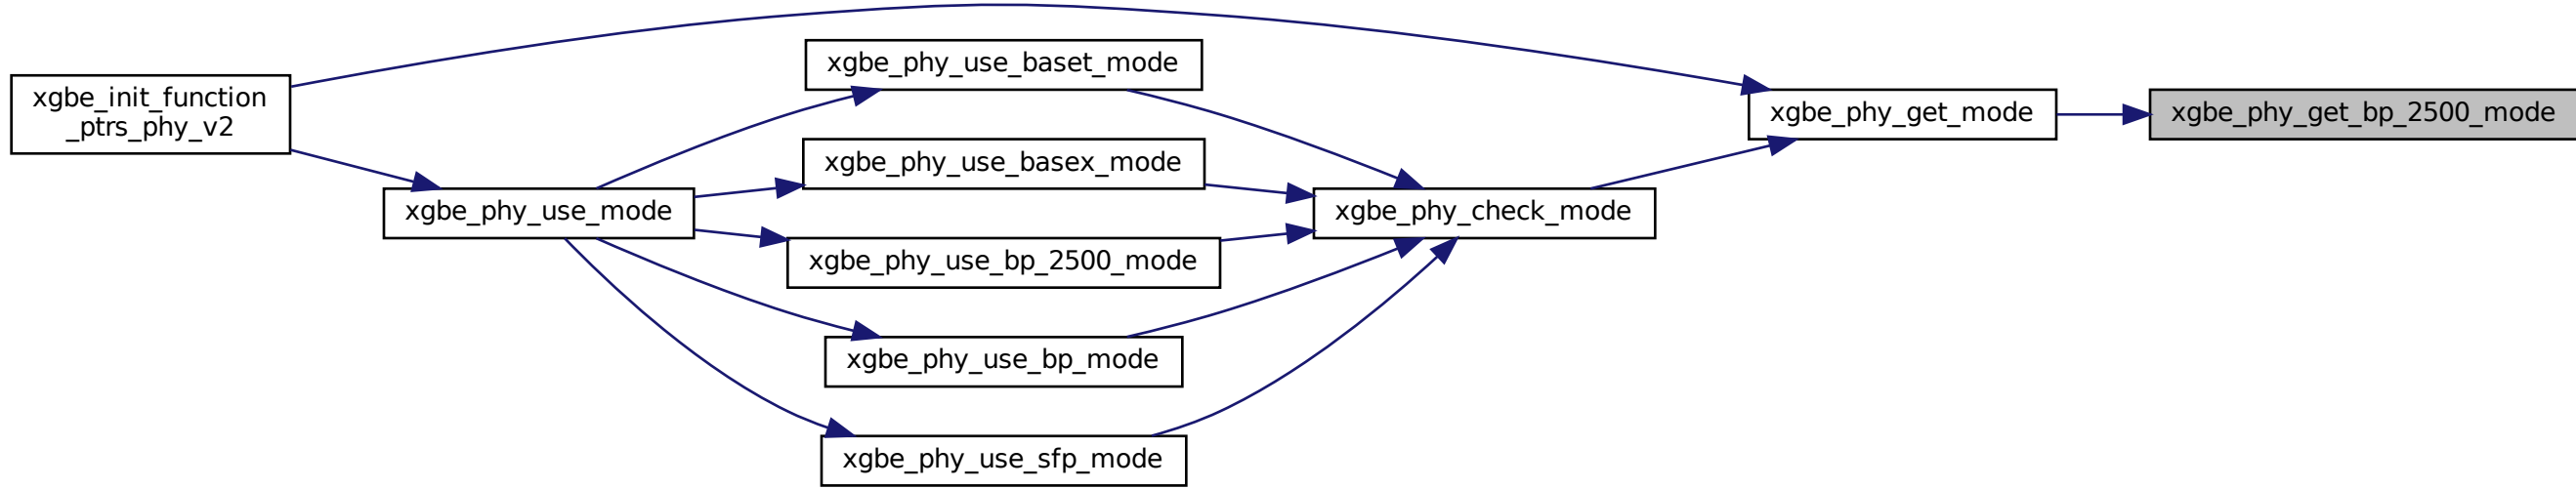 xgbe_init_function
_ptrs_phy_v2
xgbe_phy_use_mode
xgbe_phy_use_baset_mode
xgbe_phy_use_basex_mode
xgbe_phy_use_bp_2500_mode
xgbe_phy_use_bp_mode
xgbe_phy_use_sfp_mode
xgbe_phy_check_mode
xgbe_phy_get_mode
xgbe_phy_get_bp_2500_mode